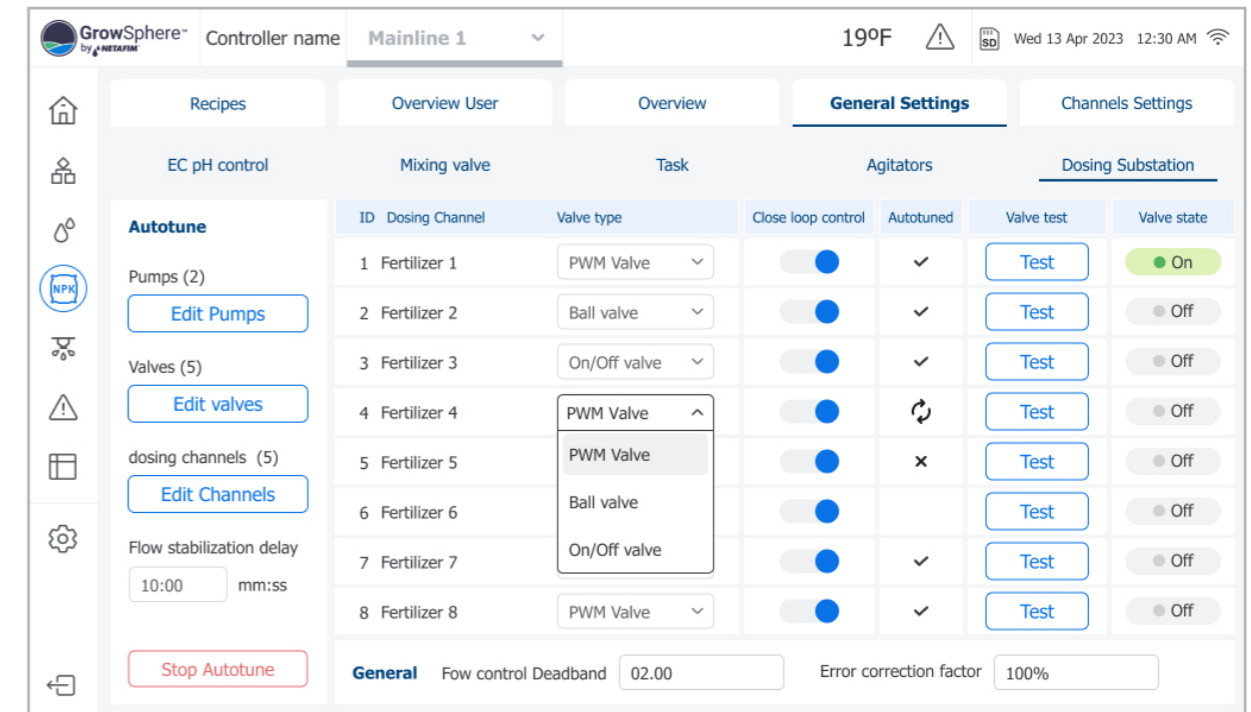 GrowSphere™
by NETAFIM™
Controller name
Mainline 1
19ºF
SD
Wed 13 Apr 2023 12:30 AM
Recipes
Overview User
Overview
General Settings
Channels Settings
EC pH control
Mixing valve
Task
Agitators
Dosing Substation
NPK
Autotune
Pumps (2)
Edit Pumps
Valves (5)
Edit valves
dosing channels (5)
Edit Channels
Flow stabilization delay
10:00 mm:ss
Stop Autotune
ID Dosing Channel Valve type Close loop control Autotuned Valve test Valve state
1 Fertilizer 1 PWM Valve Test On
2 Fertilizer 2 Ball valve Test Off
3 Fertilizer 3 On/Off valve Test Off
4 Fertilizer 4 PWM Valve Test Off
5 Fertilizer 5 PWM Valve Test Off
6 Fertilizer 6 Ball valve Test Off
7 Fertilizer 7 On/Off valve Test Off
8 Fertilizer 8 PWM Valve Test Off
General Fow control Deadband 02.00 Error correction factor 100%